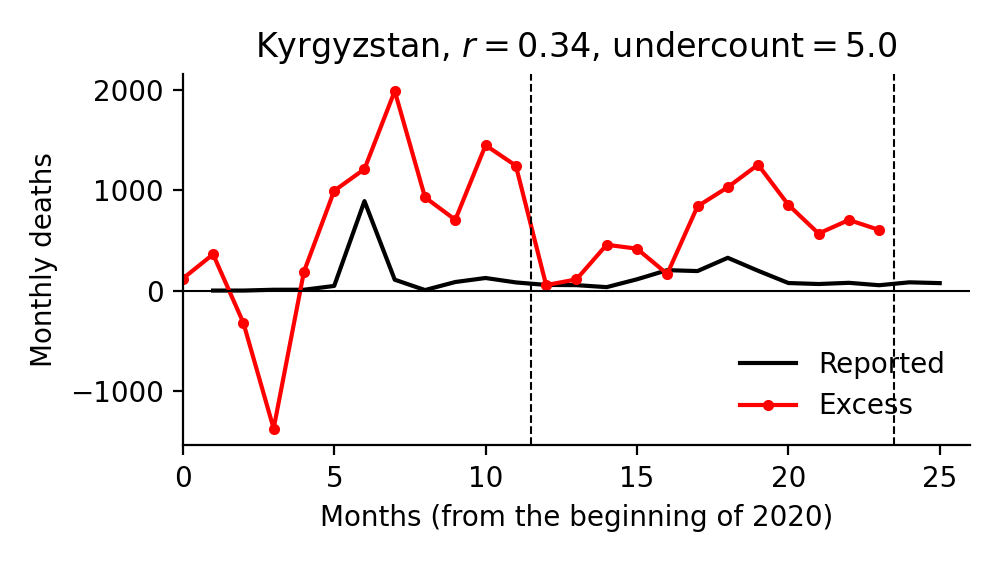 Kyrgyzstan, r = 0.34, undercount = 5.0
Monthly deaths
2000
1000
0
−1000
Reported
Excess
0 5 10 15 20 25
Months (from the beginning of 2020)